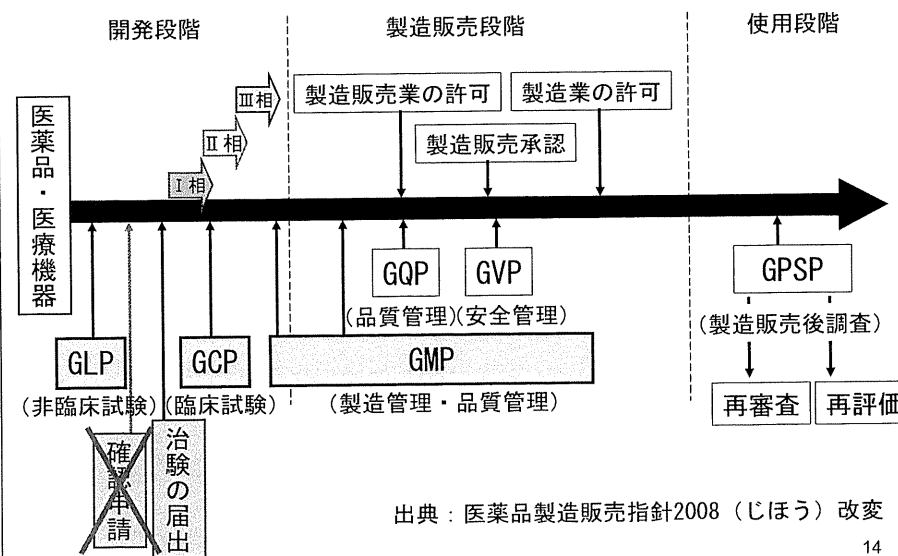 開発段階
製造販売段階
使用段階
医薬品・医療機器
Ⅰ相
Ⅱ相
Ⅲ相
製造販売業の許可
製造業の許可
製造販売承認
GQP
(品質管理)
GVP
(安全管理)
GPSP
(製造販売後調査)
GLP
(非臨床試験)
GCP
(臨床試験)
GMP
(製造管理・品質管理)
再審査
再評価
確認申請
治験の届出
出典：医薬品製造販売指針2008（じほう）改変
14